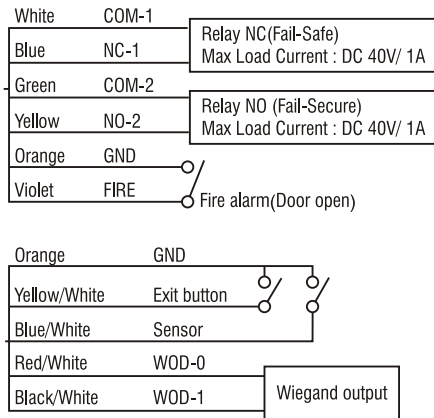 White COM-1
Relay NC(Fail-Safe)
Blue NC-1
Max Load Current : DC 40V/ 1A
Green COM-2
Relay NO (Fail-Secure)
Yellow NO-2
Max Load Current : DC 40V/ 1A
Orange GND
Violet FIRE
Fire alarm(Door open)
Orange GND
Yellow/White Exit button
Blue/White Sensor
Red/White WOD-0
Black/White WOD-1
Wiegand output